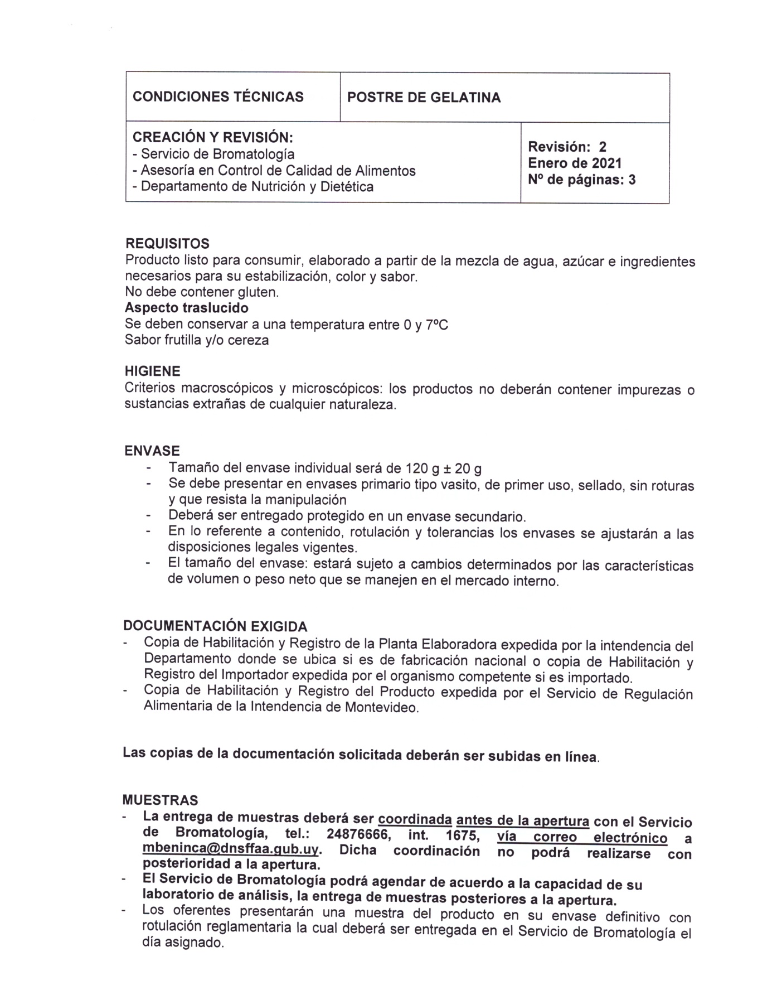 CONDICIONES TÉCNICAS
POSTRE DE GELATINA
CREACIÓN Y REVISIÓN:
- Servicio de Bromatología
- Asesoría en Control de Calidad de Alimentos
- Departamento de Nutrición y Dietética
Revisión:  2
Enero de 2021
Nº de páginas: 3
REQUISITOS
Producto listo para consumir, elaborado a partir de la mezcla de agua, azúcar e ingredientes
necesarios para su estabilización, color y sabor.
No debe contener gluten.
Aspecto traslucido
Se deben conservar a una temperatura entre 0 y 7ºC
Sabor frutilla y/o cereza
HIGIENE
Criterios macroscópicos y microscópicos: los productos no deberán contener impurezas o
sustancias extrañas de cualquier naturaleza.
ENVASE
- Tamaño del envase individual será de 120 g ± 20 g
- Se debe presentar en envases primario tipo vasito, de primer uso, sellado, sin roturas
y que resista la manipulación
- Deberá ser entregado protegido en un envase secundario.
- En lo referente a contenido, rotulación y tolerancias los envases se ajustarán a las
disposiciones legales vigentes.
- El tamaño del envase: estará sujeto a cambios determinados por las características
de volumen o peso neto que se manejen en el mercado interno.
DOCUMENTACIÓN EXIGIDA
- Copia de Habilitación y Registro de la Planta Elaboradora expedida por la intendencia del
Departamento donde se ubica si es de fabricación nacional o copia de Habilitación y
Registro del Importador expedida por el organismo competente si es importado.
- Copia de Habilitación y Registro del Producto expedida por el Servicio de Regulación
Alimentaria de la Intendencia de Montevideo.
Las copias de la documentación solicitada deberán ser subidas en línea.
MUESTRAS
- La entrega de muestras deberá ser coordinada antes de la apertura con el Servicio
de Bromatología, tel.: 24876666, int. 1675, vía correo electrónico a
mbeninca@dnsffaa.gub.uy. Dicha coordinación no podrá realizarse con
posterioridad a la apertura.
- El Servicio de Bromatología podrá agendar de acuerdo a la capacidad de su
laboratorio de análisis, la entrega de muestras posteriores a la apertura.
- Los oferentes presentarán una muestra del producto en su envase definitivo con
rotulación reglamentaria la cual deberá ser entregada en el Servicio de Bromatología el
día asignado.